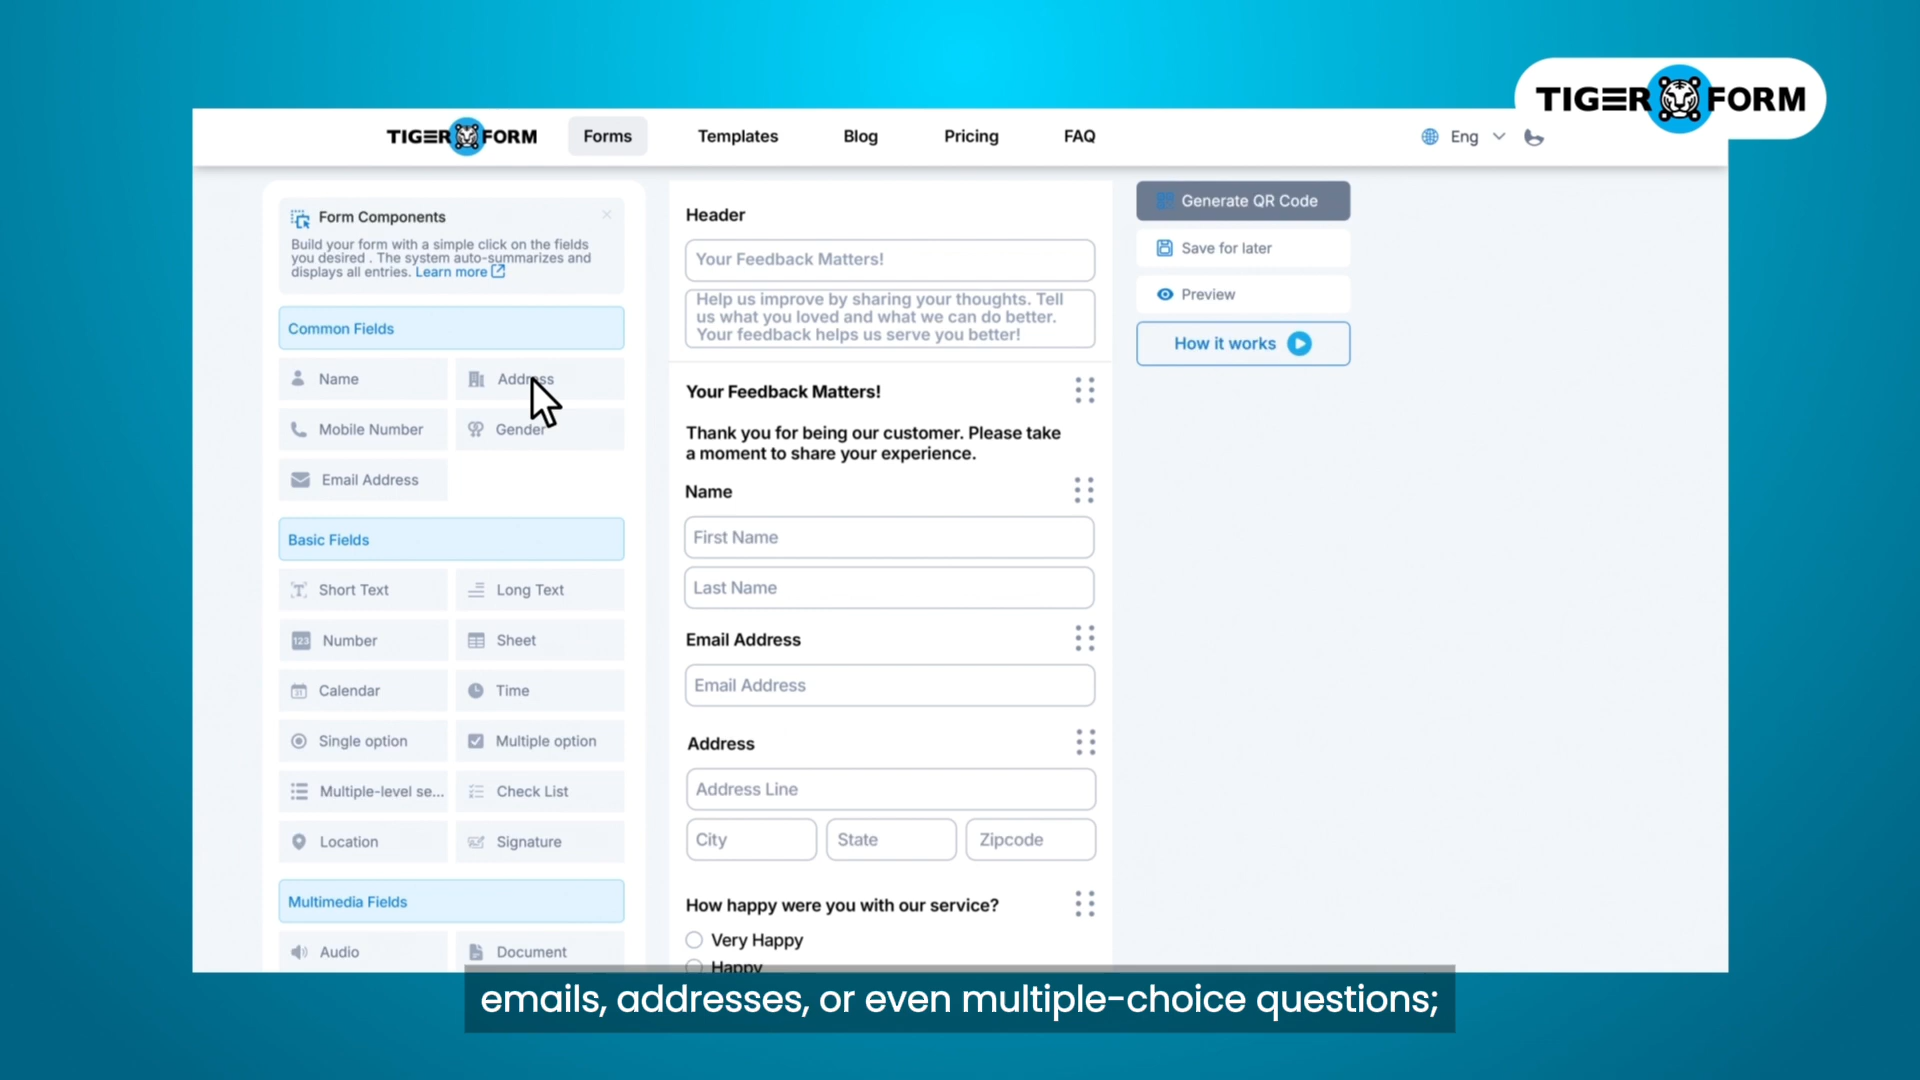 TIGER FORM
TIGER FORM
Forms
Templates
Blog
Pricing
FAQ
Eng
Form Components
Build your form with a simple click on the fields
you desired . The system auto-summarizes and
displays all entries. Learn more
Common Fields
Name
Address
Mobile Number
Gender
Email Address
Basic Fields
Short Text
Long Text
123 Number
Sheet
31 Calendar
Time
Single option
Multiple option
Multiple-level se...
Check List
Location
Signature
Multimedia Fields
Audio
Document
Header
Your Feedback Matters!
Help us improve by sharing your thoughts. Tell
us what you loved and what we can do better.
Your feedback helps us serve you better!
Your Feedback Matters!
Thank you for being our customer. Please take
a moment to share your experience.
Name
First Name
Last Name
Email Address
Email Address
Address
Address Line
City
State
Zipcode
How happy were you with our service?
Very Happy
Happy
Generate QR Code
Save for later
Preview
How it works
emails, addresses, or even multiple-choice questions;